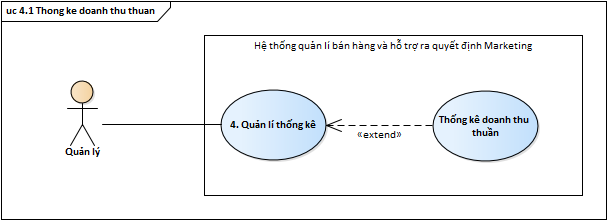 uc 4.1 Thong ke doanh thu thuan
Hệ thống quản lí bán hàng và hỗ trợ ra quyết định Marketing
4. Quản lí thống kê
Thống kê doanh thu
thuần
«extend»
Quản lý